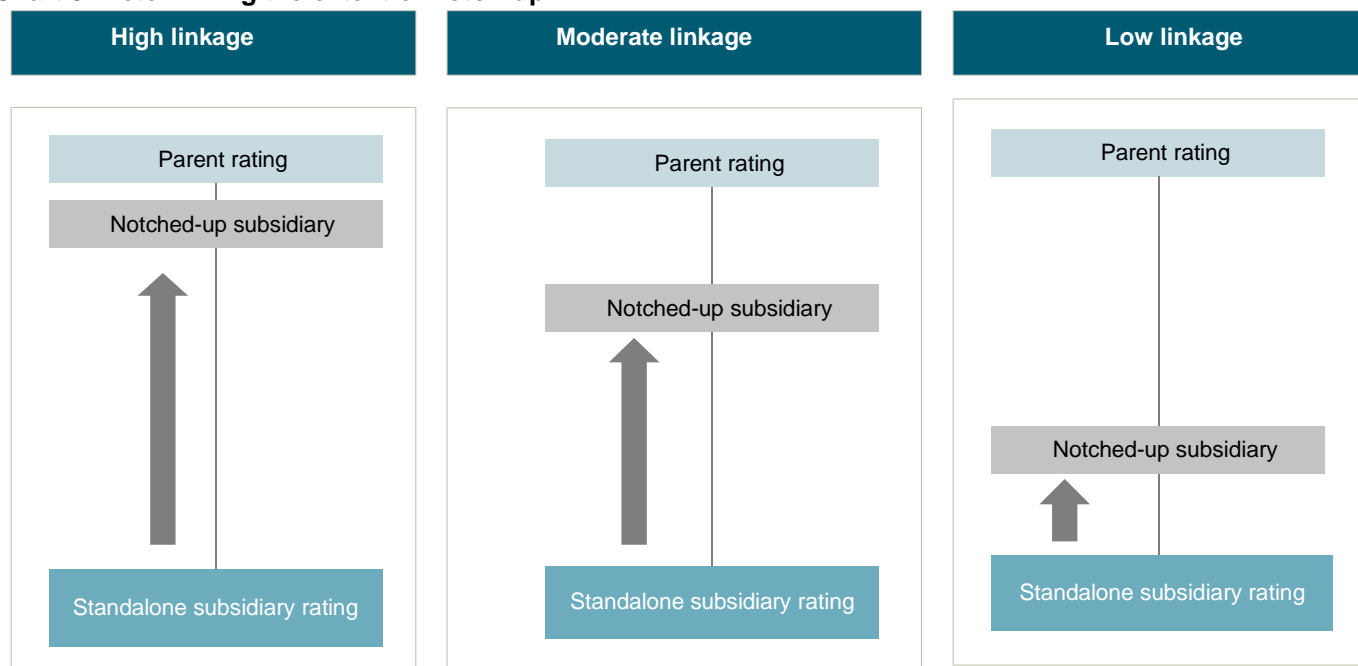 High linkage
Moderate linkage
Low linkage
Parent rating
Notched-up subsidiary
Standalone subsidiary rating
Parent rating
Notched-up subsidiary
Standalone subsidiary rating
Parent rating
Notched-up subsidiary
Standalone subsidiary rating